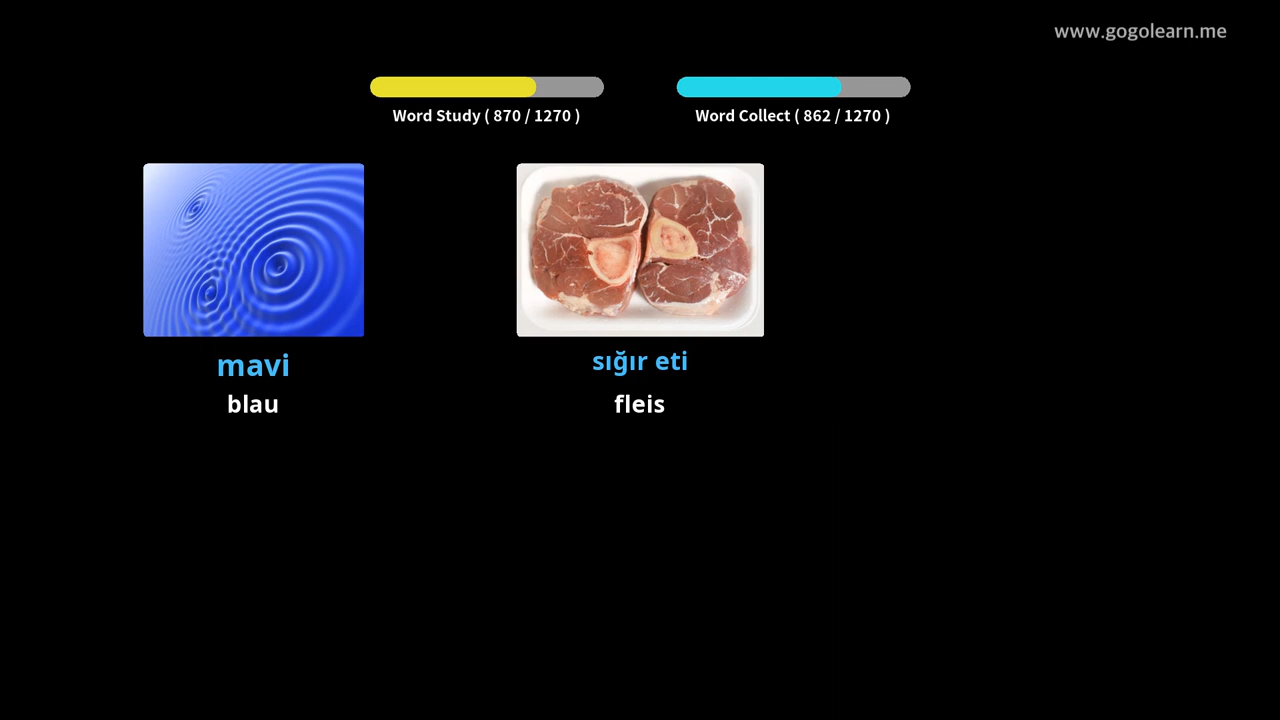 www.gogolearn.me
Word Study ( 870 / 1270 )
Word Collect ( 862 / 1270 )
mavi
sığır eti
blau
fleis